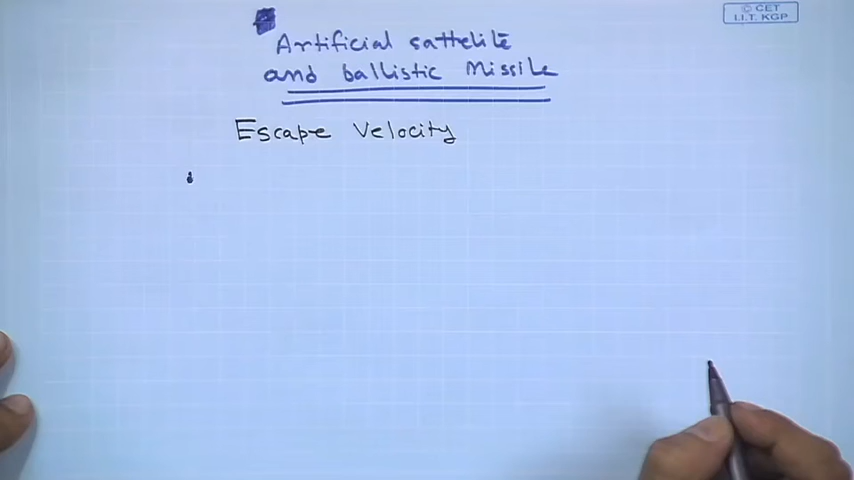 © CET
I.I.T. KGP
Artificial sattelite
and ballistic Missile
Escape Velocity